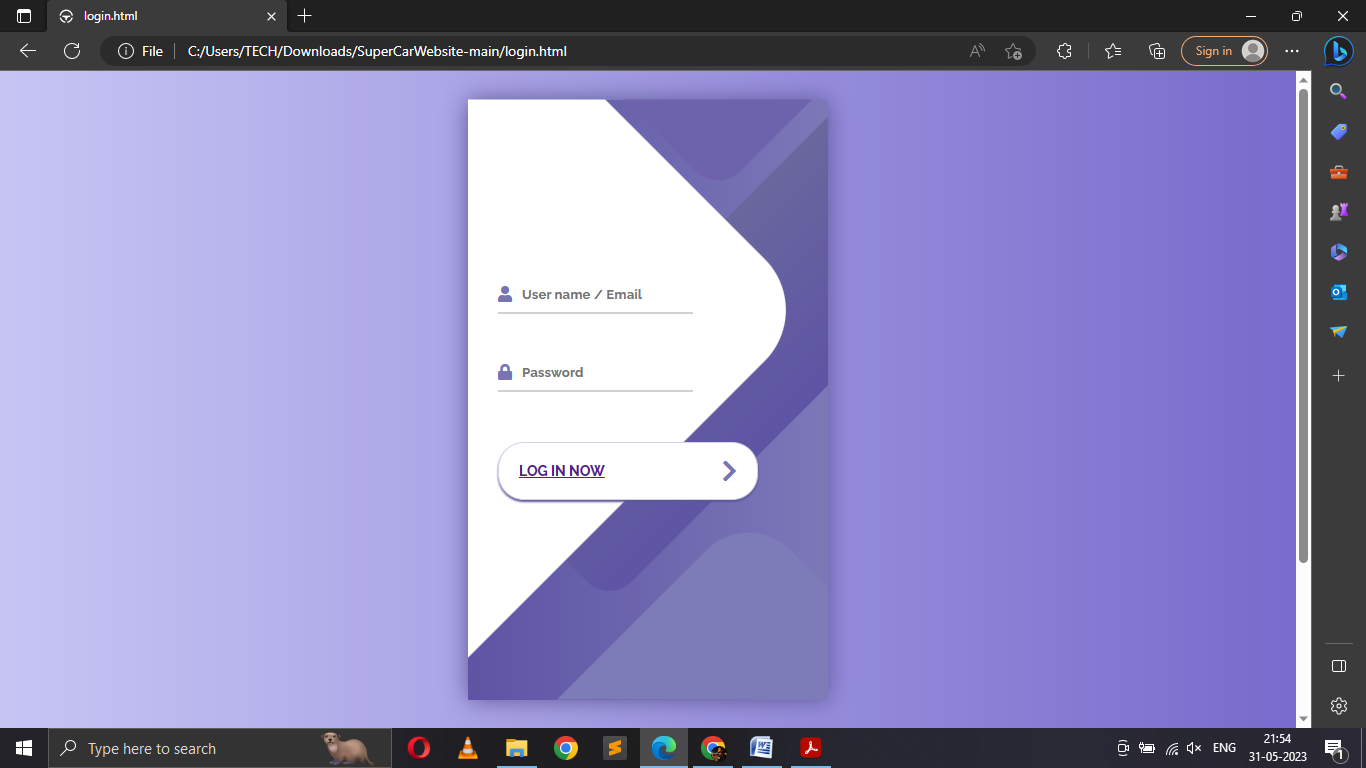 login.html
File
C:/Users/TECH/Downloads/SuperCarWebsite-main/login.html
Sign in
User name / Email
Password
LOG IN NOW
Type here to search
ENG
21:54
31-05-2023
1